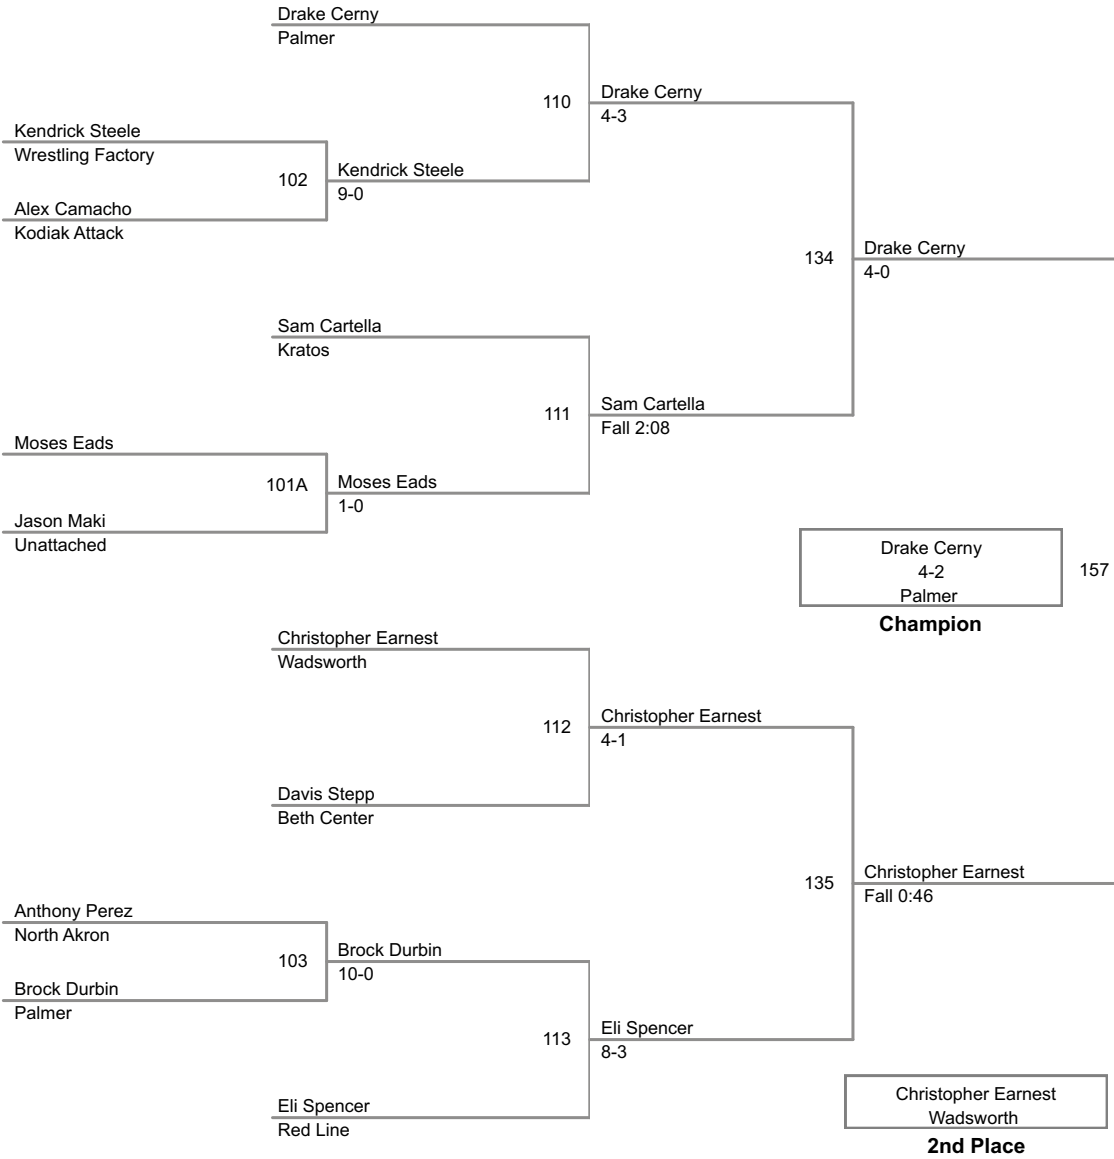 Drake Cerny
Palmer
110
Drake Cerny
4-3
Kendrick Steele
Wrestling Factory
102
Kendrick Steele
9-0
Alex Camacho
Kodiak Attack
134
Drake Cerny
4-0
Sam Cartella
Kratos
111
Sam Cartella
Fall 2:08
Moses Eads
101A
Moses Eads
1-0
Jason Maki
Unattached
Drake Cerny
4-2
Palmer
157
Champion
Christopher Earnest
Wadsworth
112
Christopher Earnest
4-1
Davis Stepp
Beth Center
135
Christopher Earnest
Fall 0:46
Anthony Perez
North Akron
103
Brock Durbin
10-0
Brock Durbin
Palmer
113
Eli Spencer
8-3
Eli Spencer
Red Line
Christopher Earnest
Wadsworth
2nd Place